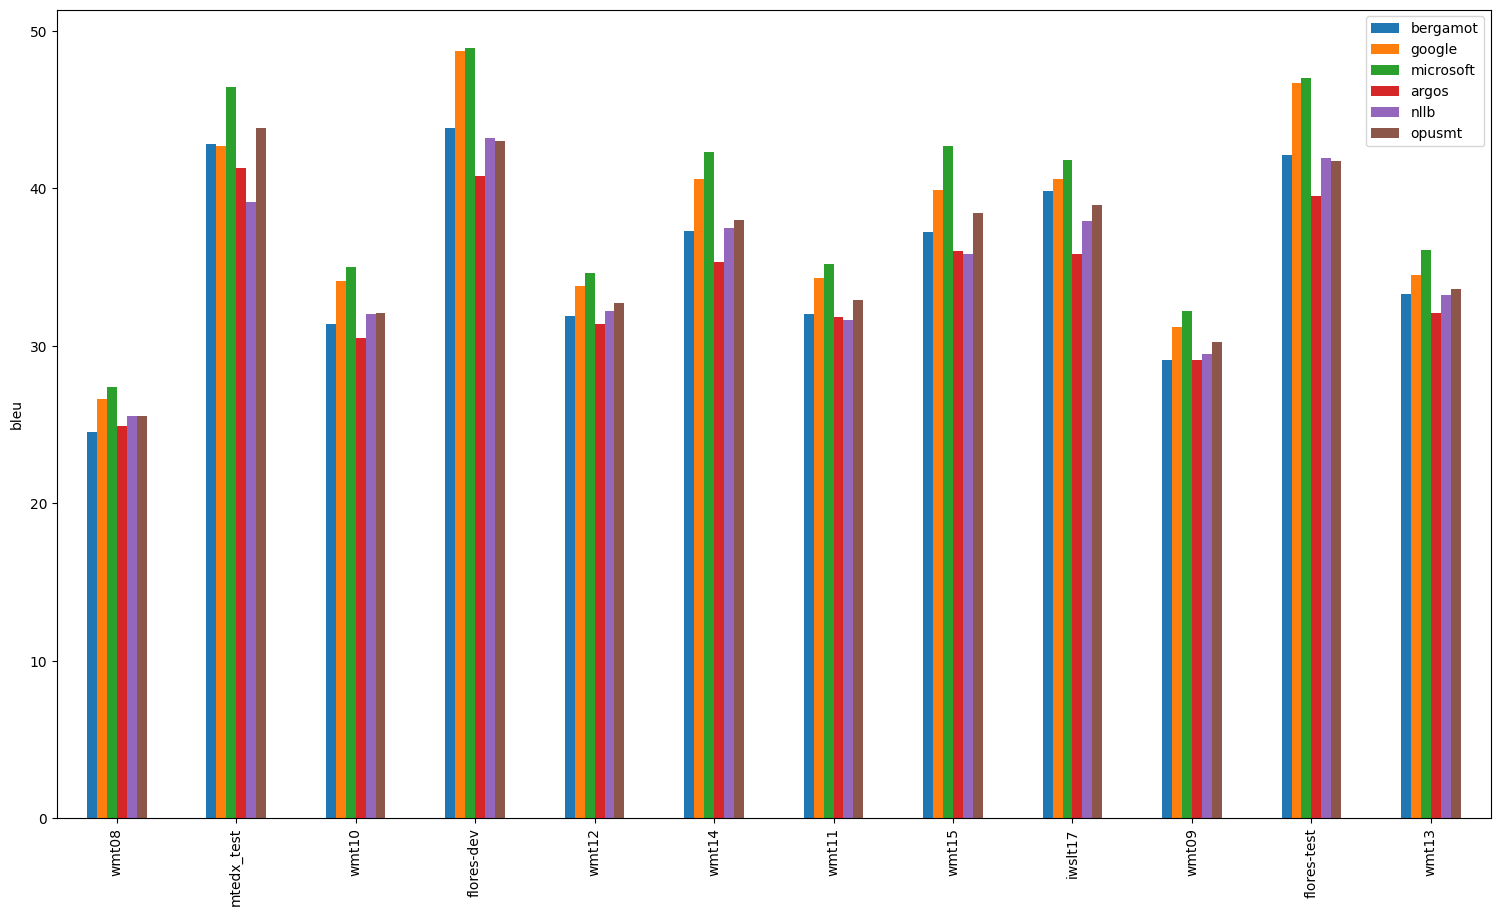 bleu
50
40
30
20
10
0
bergamot
google
microsoft
argos
nllb
opusmt
wmt08
mtedx_test
wmt10
flores-dev
wmt12
wmt14
wmt11
wmt15
iwslt17
wmt09
flores-test
wmt13